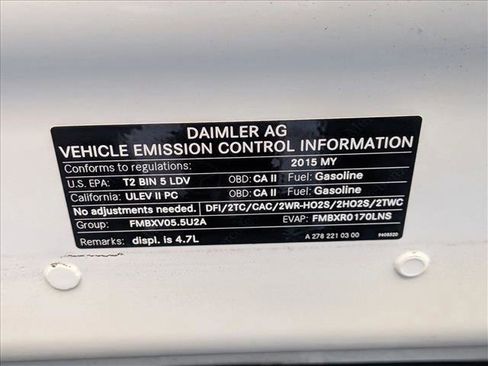 DAIMLER AG
VEHICLE EMISSION CONTROL INFORMATION
Conforms to regulations: 2015 MY
U.S. EPA: T2 BIN 5 LDV OBD: CA II Fuel: Gasoline
California: ULEV II PC OBD: CA II Fuel: Gasoline
No adjustments needed. DFI/2TC/CAC/2WR-HO2S/2HO2S/2TWC
Group: FMBXV05.5U2A EVAP: FMBXR0170LNS
Remarks: displ. is 4.7L A 278 221 03 00 9408520